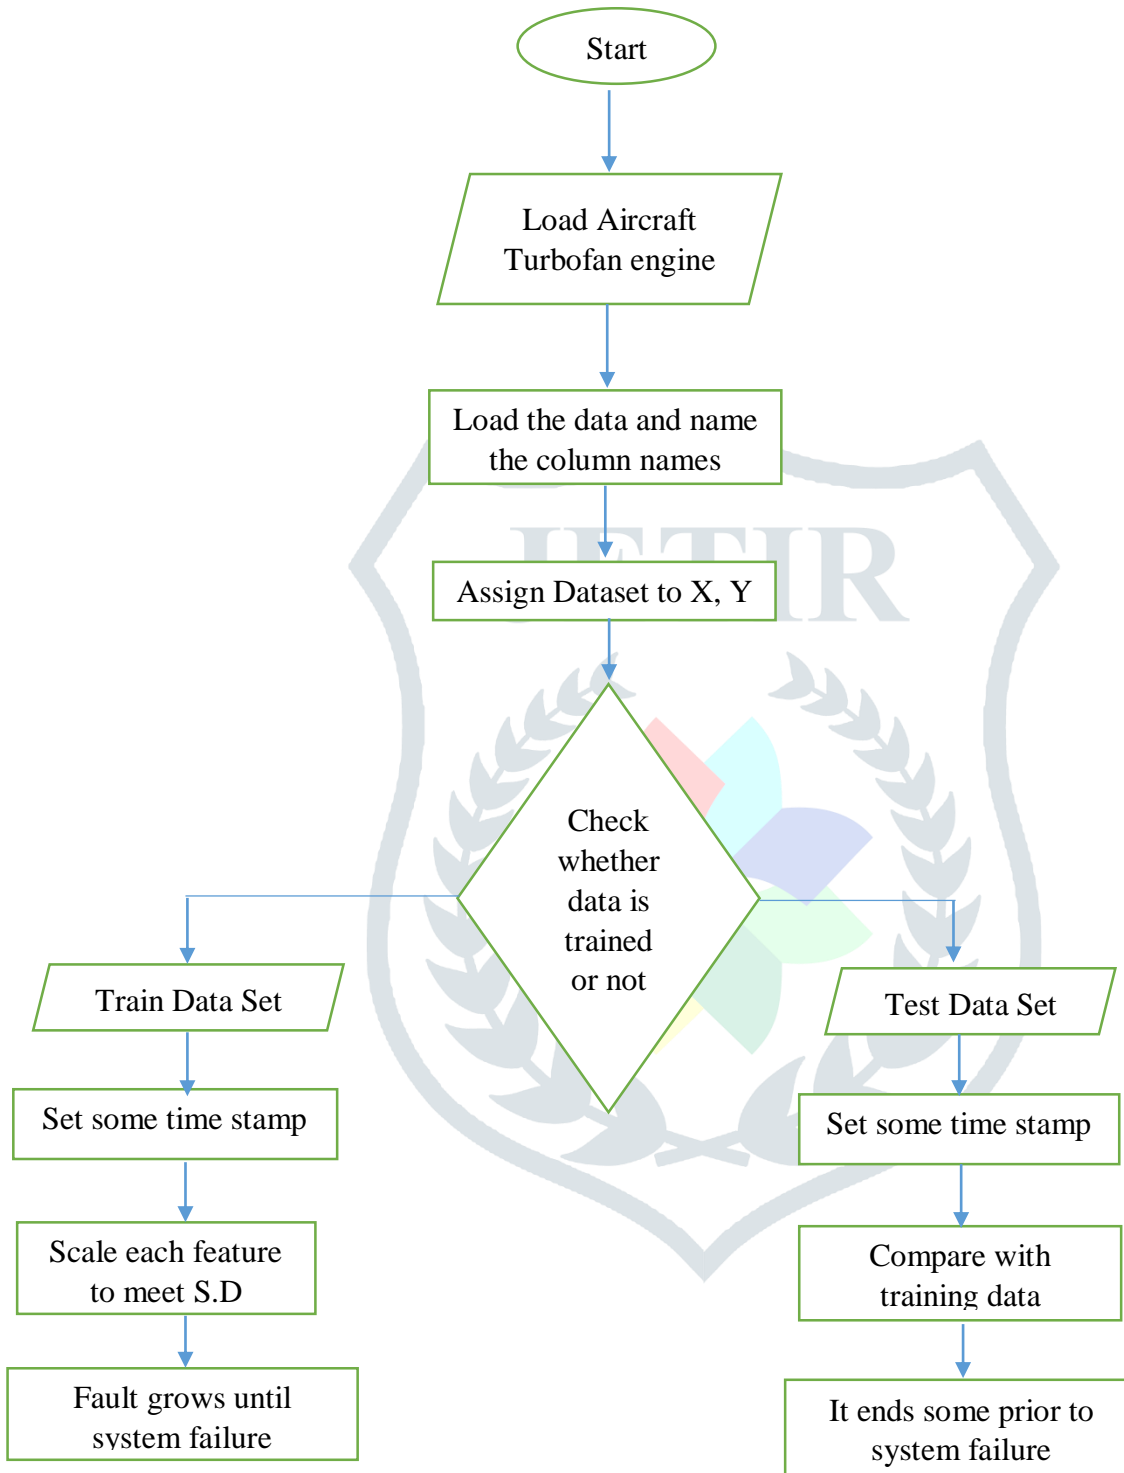 Start
Load Aircraft
Turbofan engine
Load the data and name
the column names
JETIR
Assign Dataset to X, Y
Check
whether
data is
trained
or not
Train Data Set
Test Data Set
Set some time stamp
Set some time stamp
Scale each feature
to meet S.D
Compare with
training data
Fault grows until
system failure
It ends some prior to
system failure